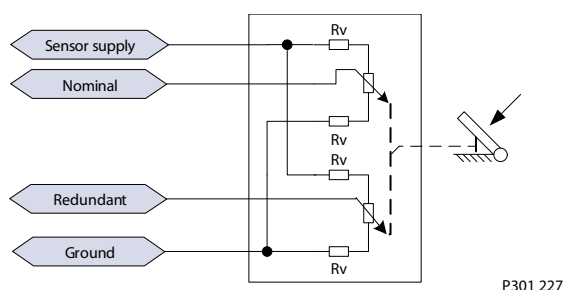 Rv
Sensor supply
Nominal
Rv
Rv
Redundant
Ground
Rv
P301 227